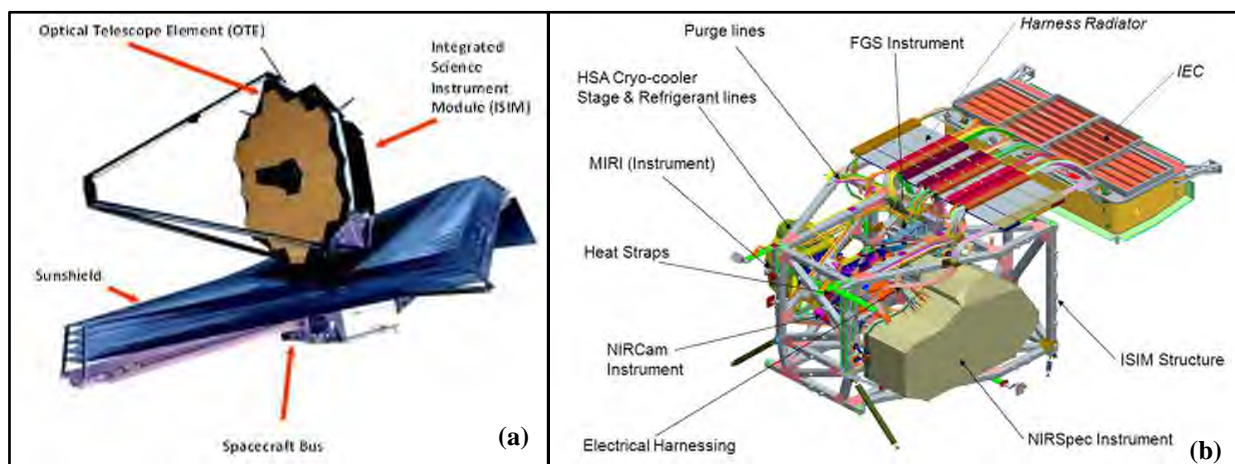 Optical Telescope Element (OTE)
Integrated
Science
Instrument
Module (ISIM)
Sunshield
Spacecraft Bus
(a)
Purge lines
FGS Instrument
Harness Radiator
HSA Cryo-cooler
Stage & Refrigerant lines
IEC
MIRI (Instrument)
Heat Straps
NIRCam
Instrument
ISIM Structure
Electrical Harnessing
NIRSpec Instrument
(b)